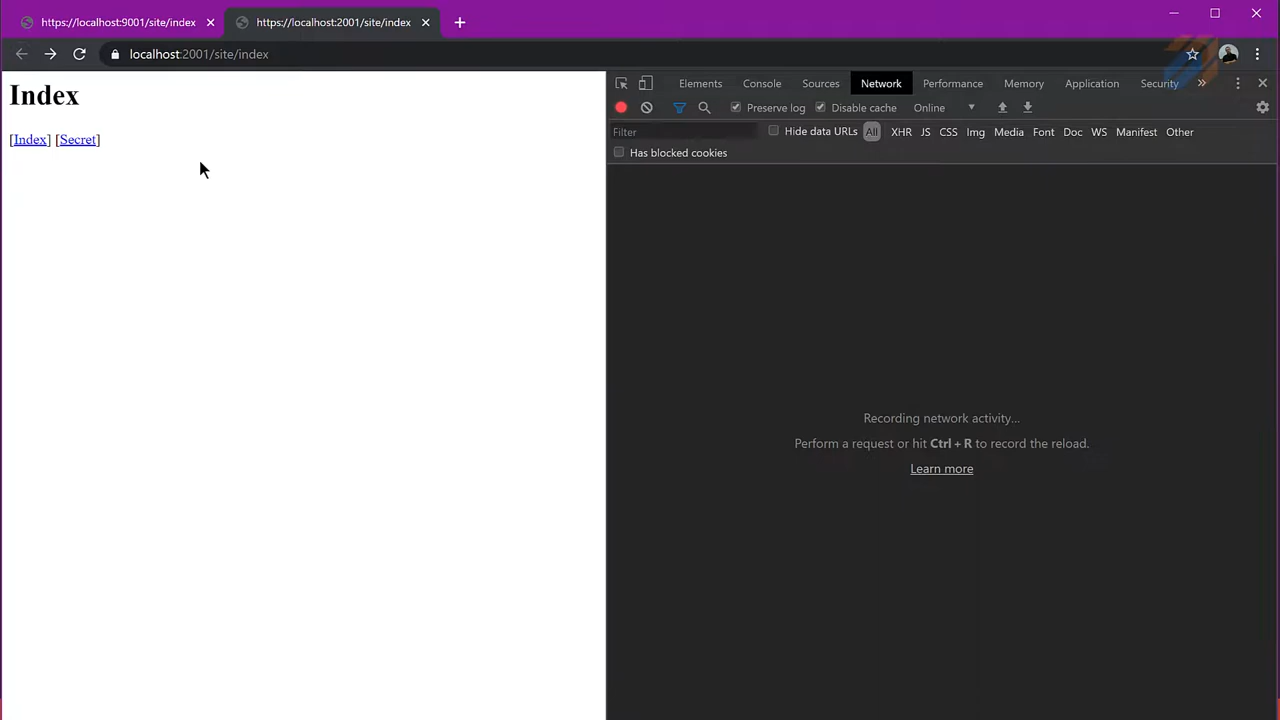 https://localhost:9001/site/index
https://localhost:2001/site/index
localhost:2001/site/index
Index
[Index] [Secret]
Elements Console Sources Network Performance Memory Application Security
Preserve log Disable cache Online
Filter Hide data URLs All XHR JS CSS Img Media Font Doc WS Manifest Other
Has blocked cookies
Recording network activity...
Perform a request or hit Ctrl + R to record the reload.
Learn more